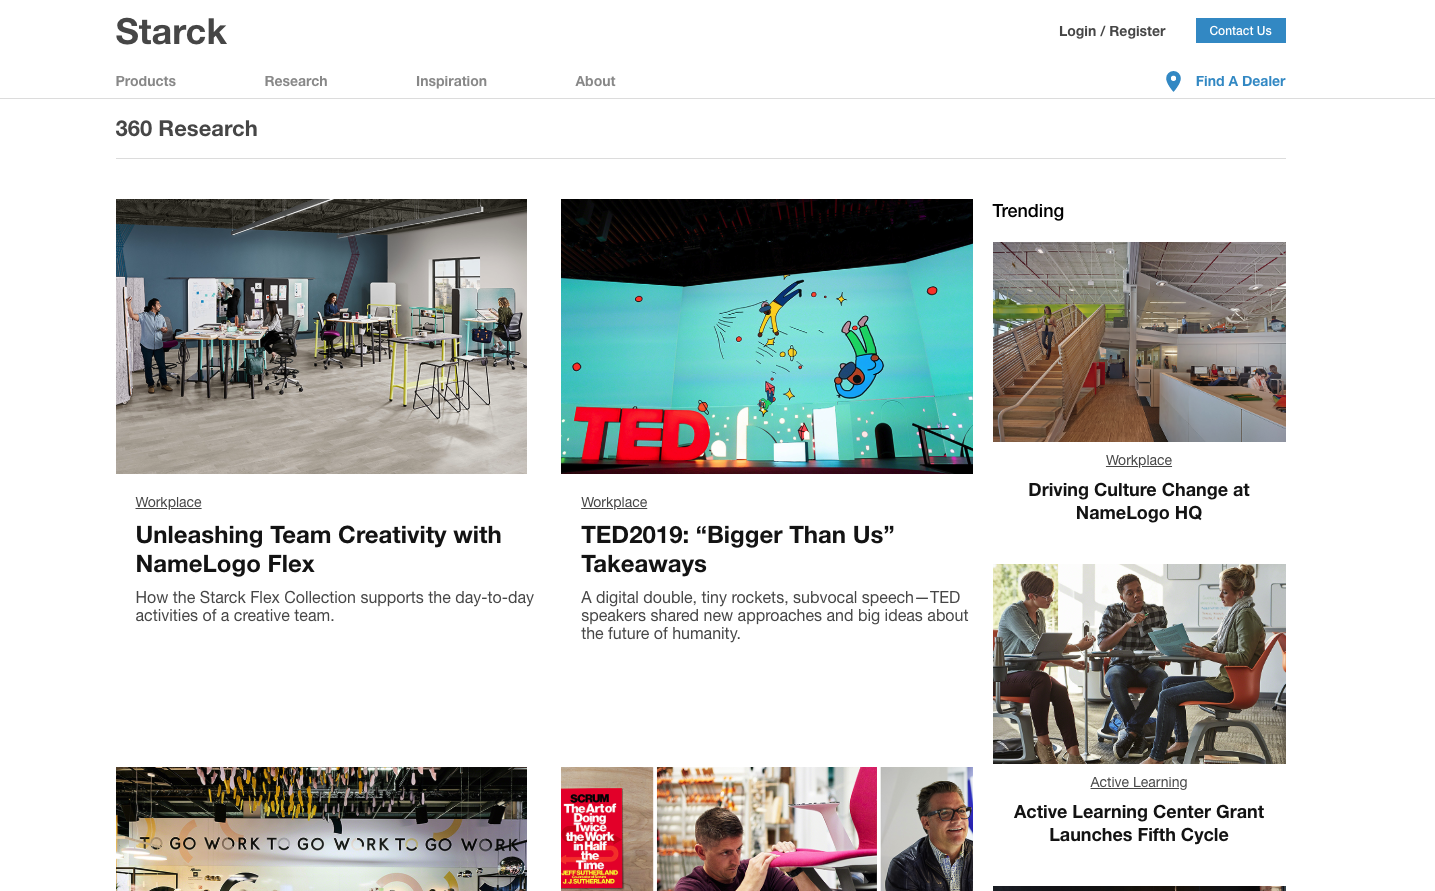 Starck
Login / Register
Contact Us
Products
Research
Inspiration
About
Find A Dealer
360 Research
TED
Workplace
Unleashing Team Creativity with
NameLogo Flex
How the Starck Flex Collection supports the day-to-day
activities of a creative team.
Workplace
TED2019: “Bigger Than Us”
Takeaways
A digital double, tiny rockets, subvocal speech—TED
speakers shared new approaches and big ideas about
the future of humanity.
Trending
Workplace
Driving Culture Change at
NameLogo HQ
Active Learning
Active Learning Center Grant
Launches Fifth Cycle
TO GO WORK TO GO WORK TO GO WORK
SCRUM
The Art of
Doing
Twice
the Work
in Half
the
Time
JEFF SUTHERLAND
J.J. SUTHERLAND